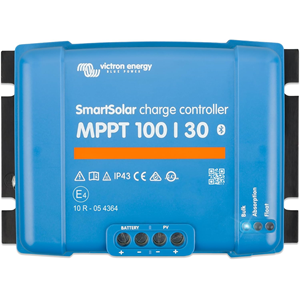 victron energy
BLUE POWER
SmartSolar charge controller
MPPT 100 | 30
IP43
E4
10 R - 05 4364
Bulk
Absorption
Float
BATTERY
PV
+ - + -